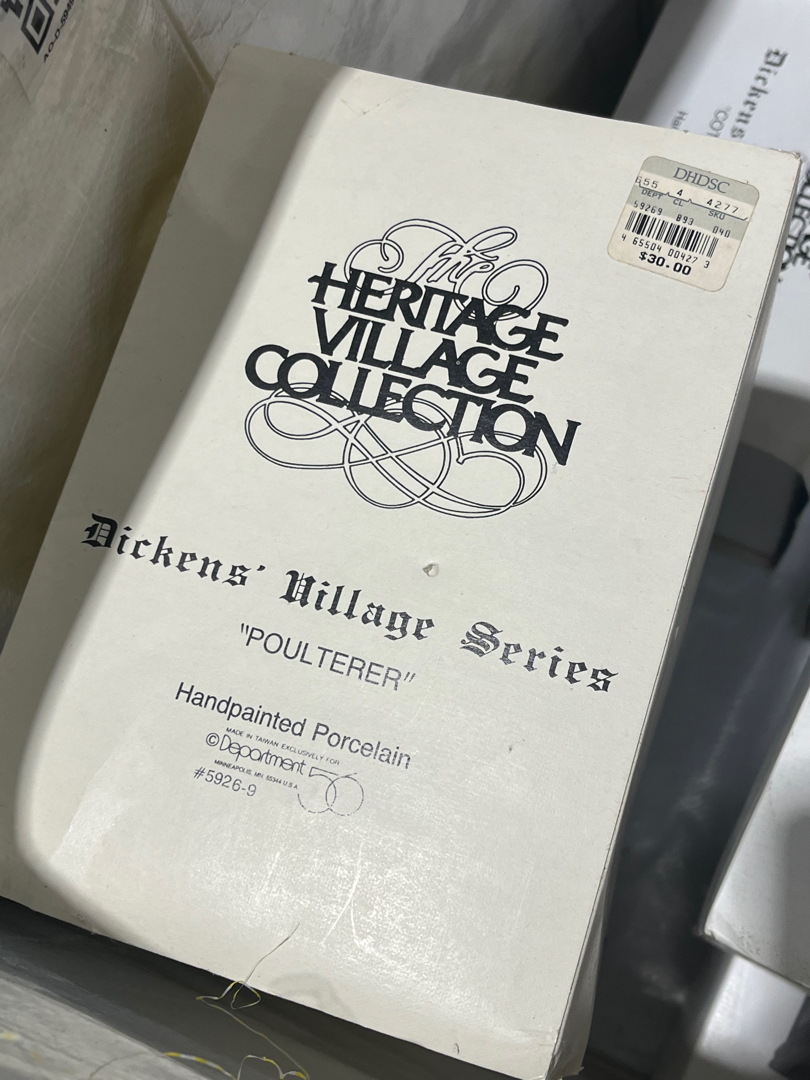 DHDSC
655 4 4277
DEPT CL SKU
59269 B93 040
4 65504 00427 3
$30.00
The
HERITAGE
VILLAGE
COLLECTION
Dickens' Village Series
"POULTERER"
Handpainted Porcelain
MADE IN TAIWAN EXCLUSIVELY FOR
©Department 56
MINNEAPOLIS, MN 55344 U.S.A.
#5926-9
Dickens